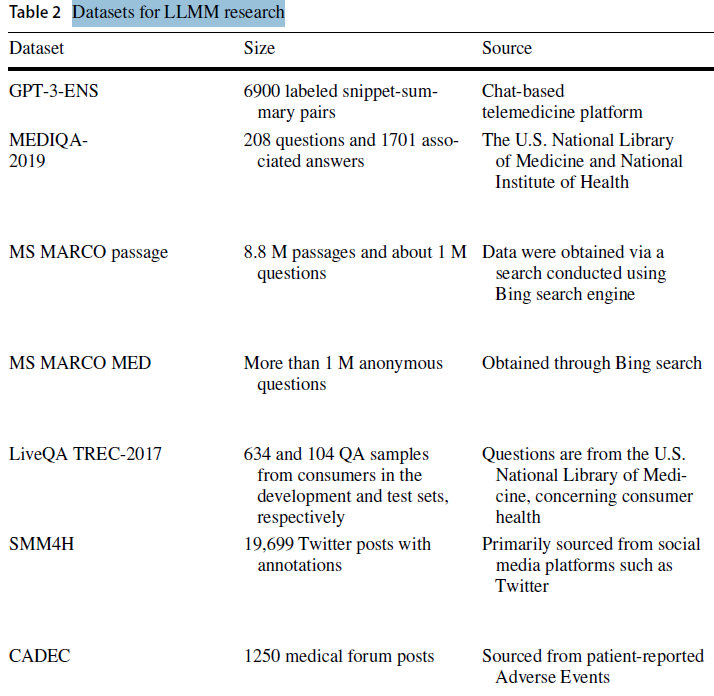 Table 2 Datasets for LLMM research
Dataset Size Source
GPT-3-ENS 6900 labeled snippet-sum- Chat-based
mary pairs telemedicine platform
MEDIQA- 208 questions and 1701 asso- The U.S. National Library
2019 ciated answers of Medicine and National
Institute of Health
MS MARCO passage 8.8 M passages and about 1 M Data were obtained via a
questions search conducted using
Bing search engine
MS MARCO MED More than 1 M anonymous Obtained through Bing search
questions
LiveQA TREC-2017 634 and 104 QA samples Questions are from the U.S.
from consumers in the National Library of Medi-
development and test sets, cine, concerning consumer
respectively health
SMM4H 19,699 Twitter posts with Primarily sourced from social
annotations media platforms such as
Twitter
CADEC 1250 medical forum posts Sourced from patient-reported
Adverse Events